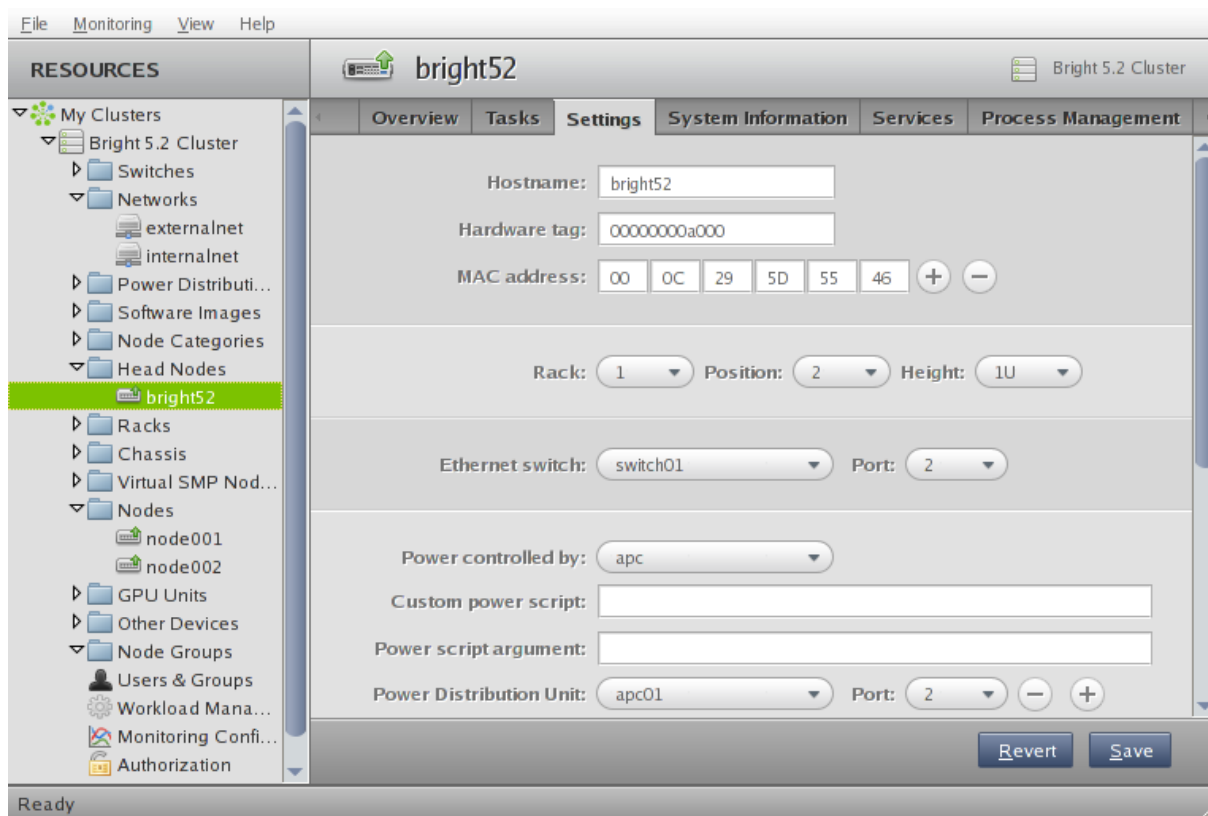 File Monitoring View Help
RESOURCES
bright52
Bright 5.2 Cluster
My Clusters
Bright 5.2 Cluster
Switches
Networks
externalnet
internalnet
Power Distributi...
Software Images
Node Categories
Head Nodes
bright52
Racks
Chassis
Virtual SMP Nod...
Nodes
node001
node002
GPU Units
Other Devices
Node Groups
Users & Groups
Workload Mana...
Monitoring Confi...
Authorization
Overview Tasks Settings System Information Services Process Management
Hostname: bright52
Hardware tag: 00000000a000
MAC address: 00 0C 29 5D 55 46
Rack: 1 Position: 2 Height: 1U
Ethernet switch: switch01 Port: 2
Power controlled by: apc
Custom power script:
Power script argument:
Power Distribution Unit: apc01 Port: 2
Revert Save
Ready